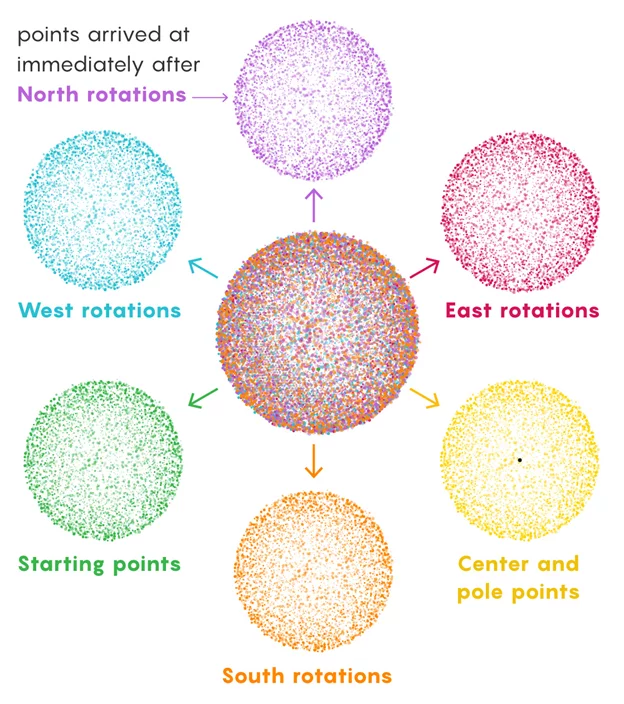 points arrived at
immediately after
North rotations
West rotations
East rotations
Starting points
Center and
pole points
South rotations